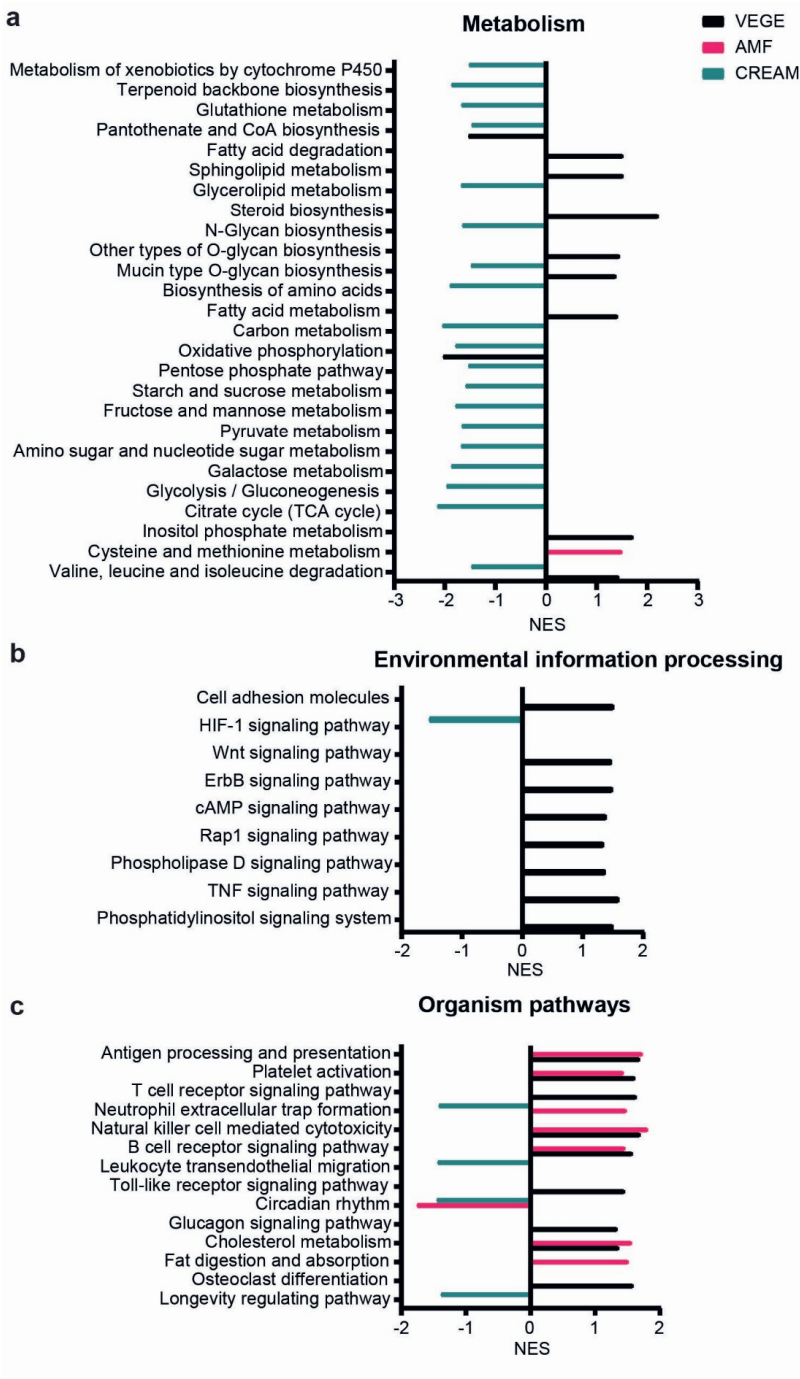 a
Metabolism
VEGE
AMF
CREAM
Metabolism of xenobiotics by cytochrome P450
Terpenoid backbone biosynthesis
Glutathione metabolism
Pantothenate and CoA biosynthesis
Fatty acid degradation
Sphingolipid metabolism
Glycerolipid metabolism
Steroid biosynthesis
N-Glycan biosynthesis
Other types of O-glycan biosynthesis
Mucin type O-glycan biosynthesis
Biosynthesis of amino acids
Fatty acid metabolism
Carbon metabolism
Oxidative phosphorylation
Pentose phosphate pathway
Starch and sucrose metabolism
Fructose and mannose metabolism
Pyruvate metabolism
Amino sugar and nucleotide sugar metabolism
Galactose metabolism
Glycolysis / Gluconeogenesis
Citrate cycle (TCA cycle)
Inositol phosphate metabolism
Cysteine and methionine metabolism
Valine, leucine and isoleucine degradation
-3 -2 -1 0 1 2 3
NES
b
Environmental information processing
Cell adhesion molecules
HIF-1 signaling pathway
Wnt signaling pathway
ErbB signaling pathway
cAMP signaling pathway
Rap1 signaling pathway
Phospholipase D signaling pathway
TNF signaling pathway
Phosphatidylinositol signaling system
-2 -1 0 1 2
NES
c
Organism pathways
Antigen processing and presentation
Platelet activation
T cell receptor signaling pathway
Neutrophil extracellular trap formation
Natural killer cell mediated cytotoxicity
B cell receptor signaling pathway
Leukocyte transendothelial migration
Toll-like receptor signaling pathway
Circadian rhythm
Glucagon signaling pathway
Cholesterol metabolism
Fat digestion and absorption
Osteoclast differentiation
Longevity regulating pathway
-2 -1 0 1 2
NES